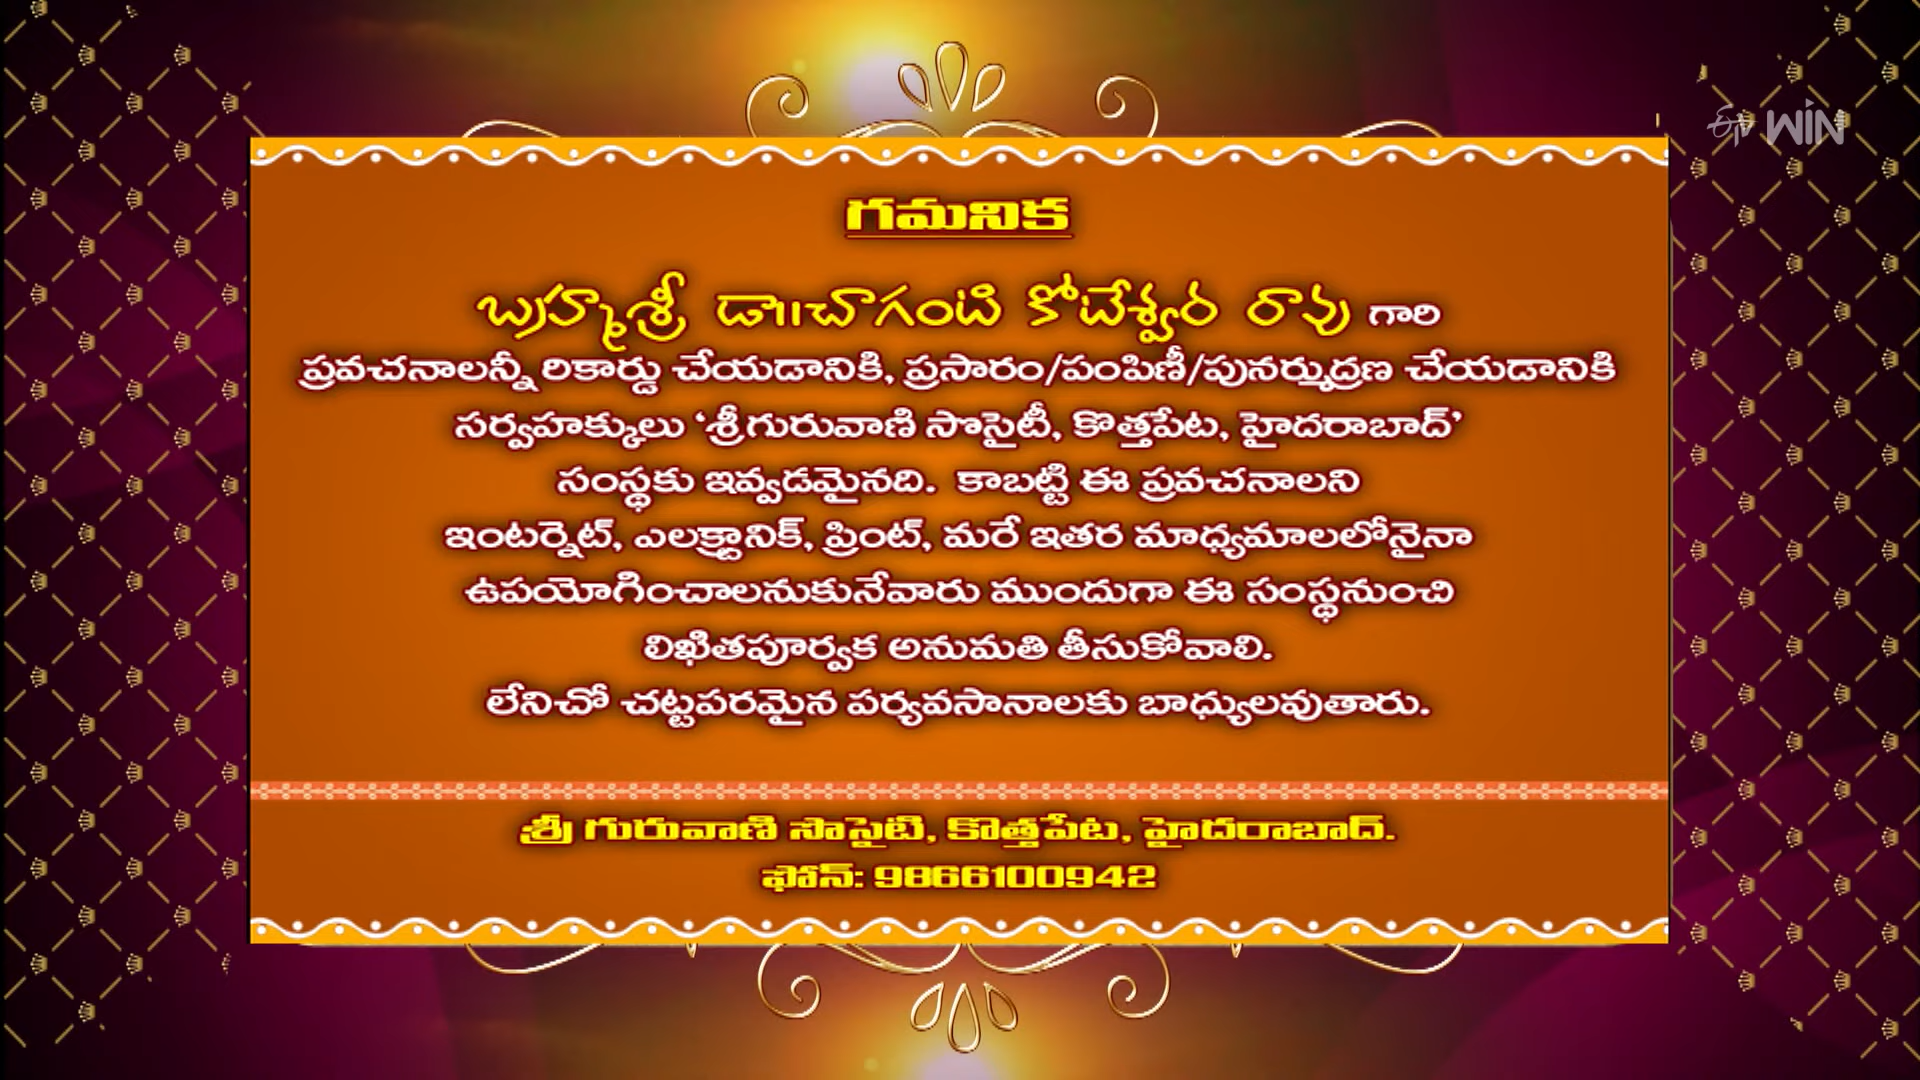 ఈtv WIN
గమనిక
బ్రహ్మశ్రీ డా॥చాగంటి కోటేశ్వర రావు గారి
ప్రవచనాలన్నీ రికార్డు చేయడానికి, ప్రసారం/పంపిణీ/పునర్ముద్రణ చేయడానికి
సర్వహక్కులు ‘శ్రీగురువాణి సొసైటీ, కొత్తపేట, హైదరాబాద్’
సంస్థకు ఇవ్వడమైనది. కాబట్టి ఈ ప్రవచనాలని
ఇంటర్నెట్, ఎలక్ట్రానిక్, ప్రింట్, మరే ఇతర మాధ్యమాలలోనైనా
ఉపయోగించాలనుకునేవారు ముందుగా ఈ సంస్థనుంచి
లిఖితపూర్వక అనుమతి తీసుకోవాలి.
లేనిచో చట్టపరమైన పర్యవసానాలకు బాధ్యులవుతారు.
శ్రీ గురువాణి సొసైటి, కొత్తపేట, హైదరాబాద్.
ఫోన్: 9866100942